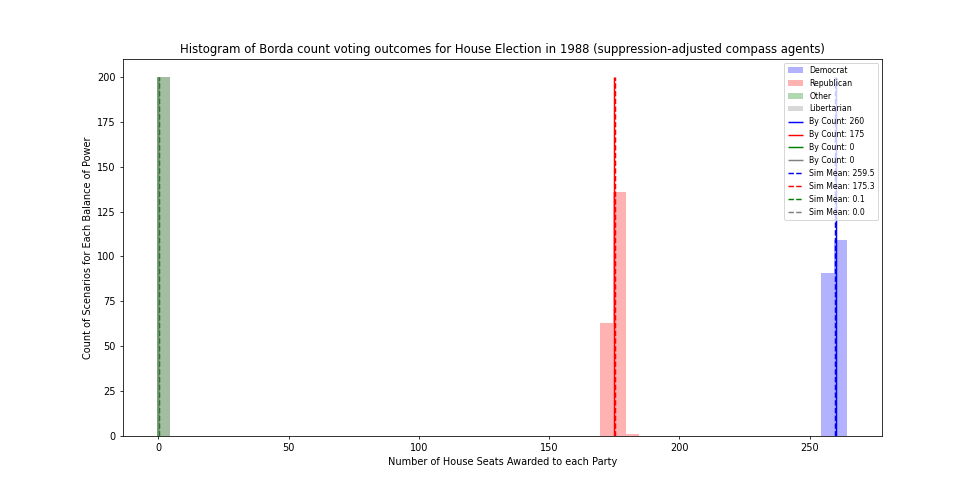 Histogram of Borda count voting outcomes for House Election in 1988 (suppression-adjusted compass agents)
Count of Scenarios for Each Balance of Power
200
175
150
125
100
75
50
25
0
Democrat
Republican
Other
Libertarian
By Count: 260
By Count: 175
By Count: 0
By Count: 0
Sim Mean: 259.5
Sim Mean: 175.3
Sim Mean: 0.1
Sim Mean: 0.0
0 50 100 150 200 250
Number of House Seats Awarded to each Party